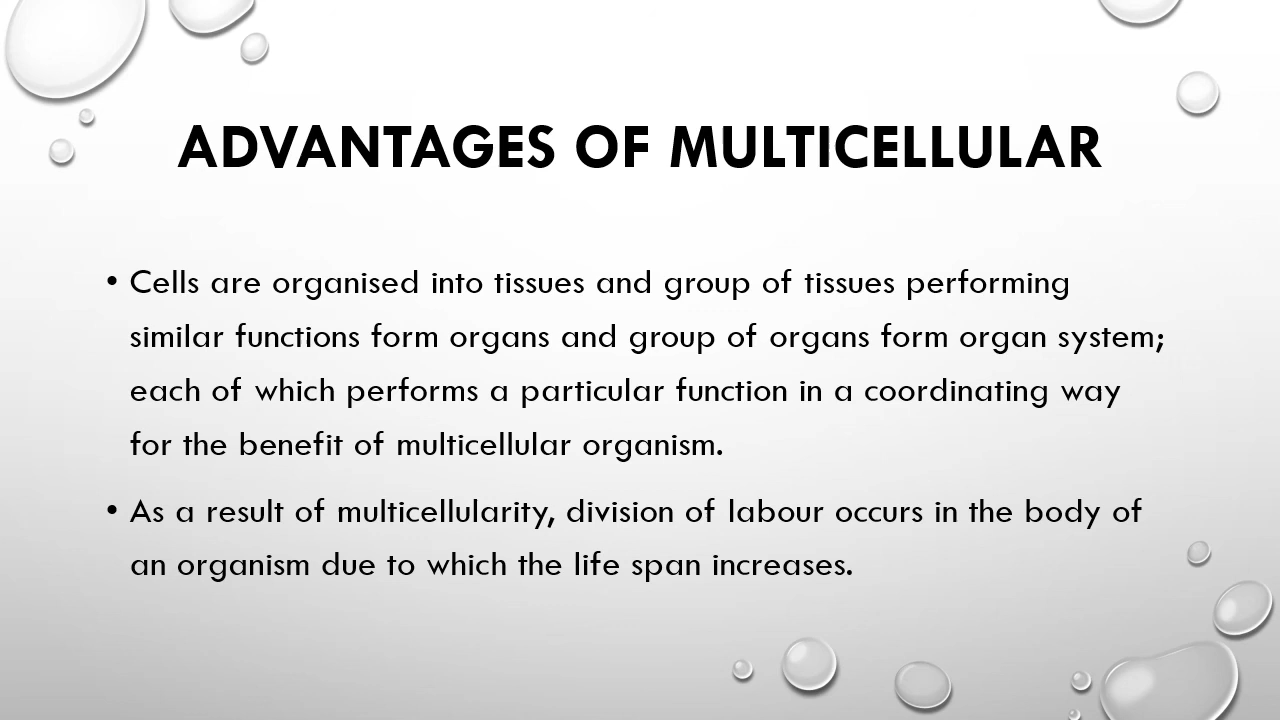 ADVANTAGES OF MULTICELLULAR
• Cells are organised into tissues and group of tissues performing
similar functions form organs and group of organs form organ system;
each of which performs a particular function in a coordinating way
for the benefit of multicellular organism.
• As a result of multicellularity, division of labour occurs in the body of
an organism due to which the life span increases.